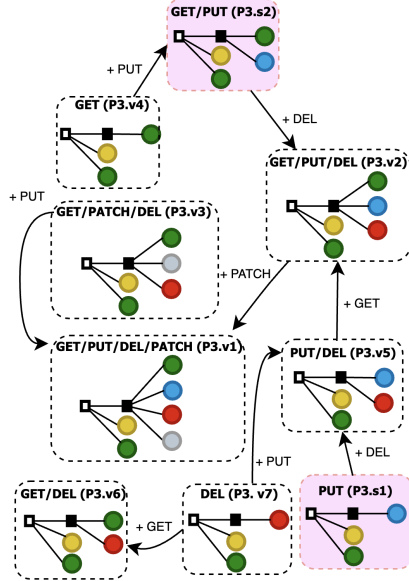 GET/PUT (P3.s2)
+ PUT
GET (P3.v4)
+ DEL
GET/PUT/DEL (P3.v2)
+ PUT
GET/PATCH/DEL (P3.v3)
+ PATCH
+ GET
GET/PUT/DEL/PATCH (P3.v1)
PUT/DEL (P3.v5)
+ PUT
+ DEL
GET/DEL (P3.v6)
DEL (P3. v7)
PUT (P3.s1)
+ GET